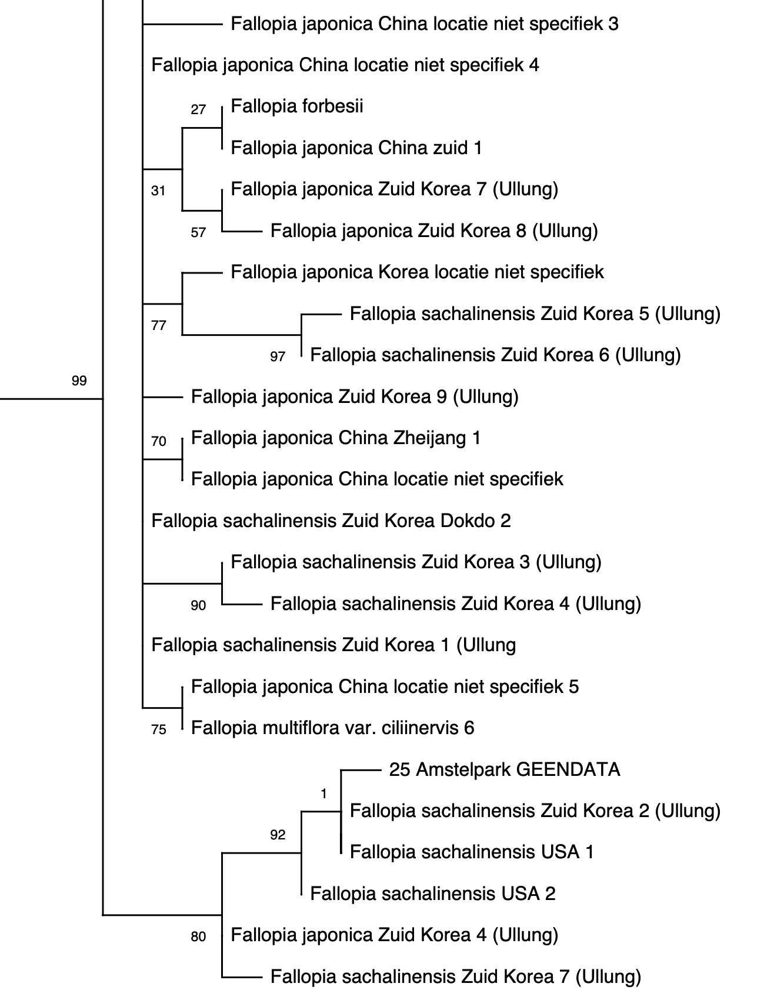 Fallopia japonica China locatie niet specifiek 3
Fallopia japonica China locatie niet specifiek 4
27
Fallopia forbesii
Fallopia japonica China zuid 1
31
Fallopia japonica Zuid Korea 7 (Ullung)
57
Fallopia japonica Zuid Korea 8 (Ullung)
Fallopia japonica Korea locatie niet specifiek
77
Fallopia sachalinensis Zuid Korea 5 (Ullung)
97
Fallopia sachalinensis Zuid Korea 6 (Ullung)
99
Fallopia japonica Zuid Korea 9 (Ullung)
70
Fallopia japonica China Zheijang 1
Fallopia japonica China locatie niet specifiek
Fallopia sachalinensis Zuid Korea Dokdo 2
Fallopia sachalinensis Zuid Korea 3 (Ullung)
90
Fallopia sachalinensis Zuid Korea 4 (Ullung)
Fallopia sachalinensis Zuid Korea 1 (Ullung
Fallopia japonica China locatie niet specifiek 5
75
Fallopia multiflora var. ciliinervis 6
25 Amstelpark GEENDATA
1
Fallopia sachalinensis Zuid Korea 2 (Ullung)
92
Fallopia sachalinensis USA 1
Fallopia sachalinensis USA 2
80
Fallopia japonica Zuid Korea 4 (Ullung)
Fallopia sachalinensis Zuid Korea 7 (Ullung)